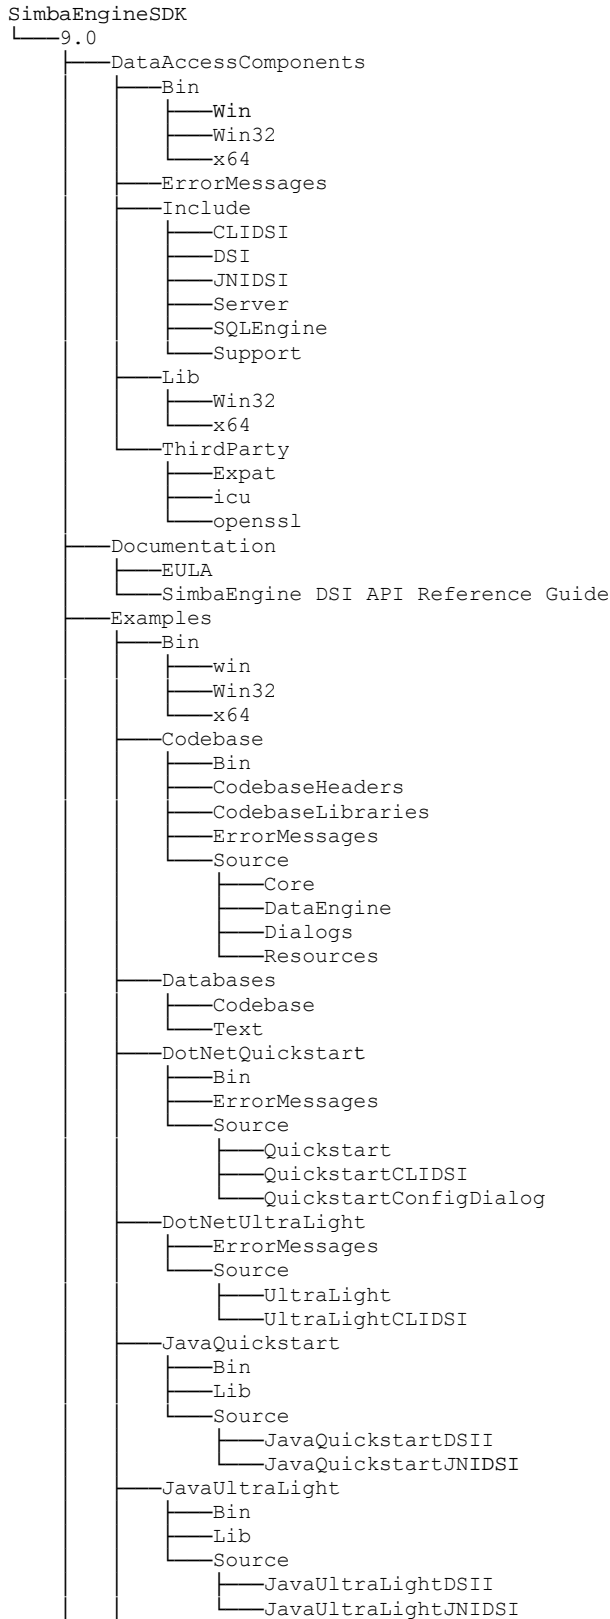 SimbaEngineSDK
9.0
DataAccessComponents
Bin
Win
Win32
x64
ErrorMessages
Include
CLIDSI
DSI
JNIDSI
Server
SQLEngine
Support
Lib
Win32
x64
ThirdParty
Expat
icu
openssl
Documentation
EULA
SimbaEngine DSI API Reference Guide
Examples
Bin
win
Win32
x64
Codebase
Bin
CodebaseHeaders
CodebaseLibraries
ErrorMessages
Source
Core
DataEngine
Dialogs
Resources
Databases
Codebase
Text
DotNetQuickstart
Bin
ErrorMessages
Source
Quickstart
QuickstartCLIDSI
QuickstartConfigDialog
DotNetUltraLight
ErrorMessages
Source
UltraLight
UltraLightCLIDSI
JavaQuickstart
Bin
Lib
Source
JavaQuickstartDSII
JavaQuickstartJNIDSI
JavaUltraLight
Bin
Lib
Source
JavaUltraLightDSII
JavaUltraLightJNIDSI